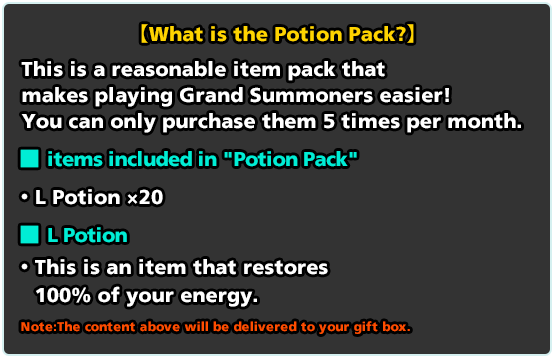 【What is the Potion Pack?】
This is a reasonable item pack that
makes playing Grand Summoners easier!
You can only purchase them 5 times per month.
■ items included in "Potion Pack"
• L Potion ×20
■ L Potion
• This is an item that restores
100% of your energy.
Note:The content above will be delivered to your gift box.